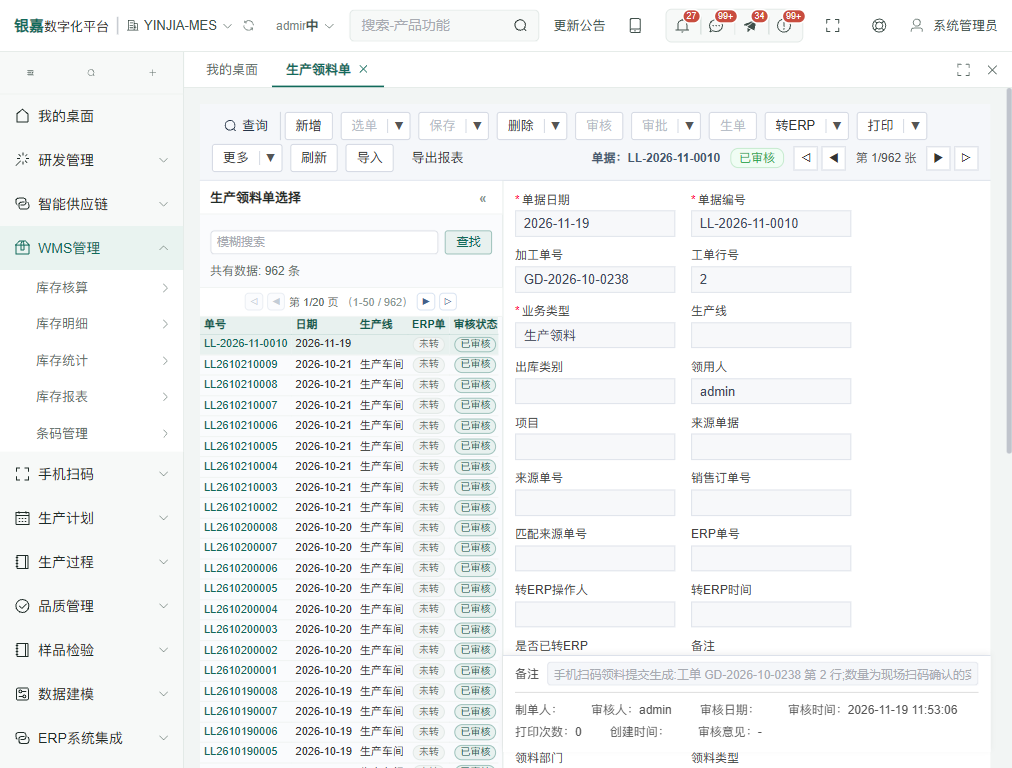 银嘉数字化平台 YINJIA-MES admin中 搜索-产品功能 更新公告 27 99+ 34 99+ 系统管理员
我的桌面 生产领料单
我的桌面
研发管理
智能供应链
WMS管理
库存核算
库存明细
库存统计
库存报表
条码管理
手机扫码
生产计划
生产过程
品质管理
样品检验
数据建模
ERP系统集成
查询 新增 选单 保存 删除 审核 审批 生单 转ERP 打印
更多 刷新 导入 导出报表 单据: LL-2026-11-0010 已审核 第 1/962 张
生产领料单选择 «
模糊搜索 查找
共有数据: 962 条
第 1/20 页 (1-50 / 962)
单号 日期 生产线 ERP单 审核状态
LL-2026-11-0010 2026-11-19 未转 已审核
LL2610210009 2026-10-21 生产车间 未转 已审核
LL2610210008 2026-10-21 生产车间 未转 已审核
LL2610210007 2026-10-21 生产车间 未转 已审核
LL2610210006 2026-10-21 生产车间 未转 已审核
LL2610210005 2026-10-21 生产车间 未转 已审核
LL2610210004 2026-10-21 生产车间 未转 已审核
LL2610210003 2026-10-21 生产车间 未转 已审核
LL2610210002 2026-10-21 生产车间 未转 已审核
LL2610200008 2026-10-20 生产车间 未转 已审核
LL2610200007 2026-10-20 生产车间 未转 已审核
LL2610200006 2026-10-20 生产车间 未转 已审核
LL2610200005 2026-10-20 生产车间 未转 已审核
LL2610200004 2026-10-20 生产车间 未转 已审核
LL2610200003 2026-10-20 生产车间 未转 已审核
LL2610200002 2026-10-20 生产车间 未转 已审核
LL2610200001 2026-10-20 生产车间 未转 已审核
LL2610190008 2026-10-19 生产车间 未转 已审核
LL2610190007 2026-10-19 生产车间 未转 已审核
LL2610190006 2026-10-19 生产车间 未转 已审核
LL2610190005 2026-10-19 生产车间 未转 已审核
*单据日期 *单据编号
2026-11-19 LL-2026-11-0010
加工单号 工单行号
GD-2026-10-0238 2
*业务类型 生产线
生产领料
出库类别 领用人
admin
项目 来源单据
来源单号 销售订单号
匹配来源单号 ERP单号
转ERP操作人 转ERP时间
是否已转ERP 备注
备注 手机扫码领料提交生成:工单 GD-2026-10-0238 第 2 行;数量为现场扫码确认的
制单人: 审核人: admin 审核日期: 审核时间: 2026-11-19 11:53:06
打印次数: 0 创建时间: 审核意见: -
领料部门 领料类型